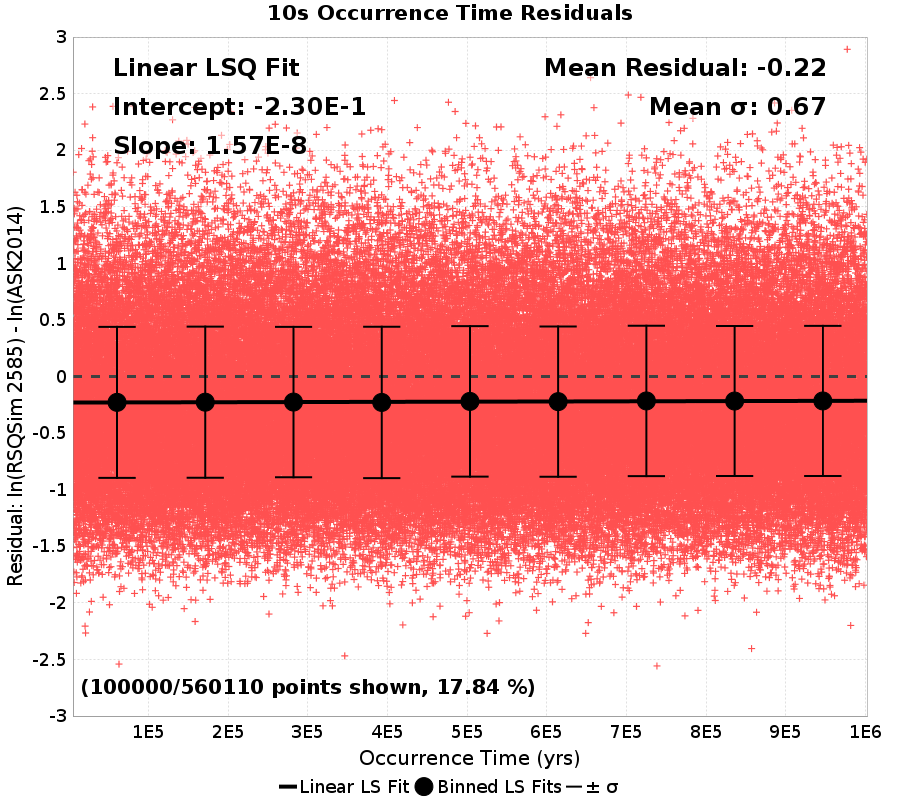 10s Occurrence Time Residuals
Linear LSQ Fit
Intercept: -2.30E-1
Slope: 1.57E-8
Mean Residual: -0.22
Mean σ: 0.67
Residual: ln(RSQSim 2585) - ln(ASK2014)
3
2.5
2
1.5
1
0.5
0
-0.5
-1
-1.5
-2
-2.5
-3
(100000/560110 points shown, 17.84 %)
1E5 2E5 3E5 4E5 5E5 6E5 7E5 8E5 9E5 1E6
Occurrence Time (yrs)
Linear LS Fit Binned LS Fits ± σ